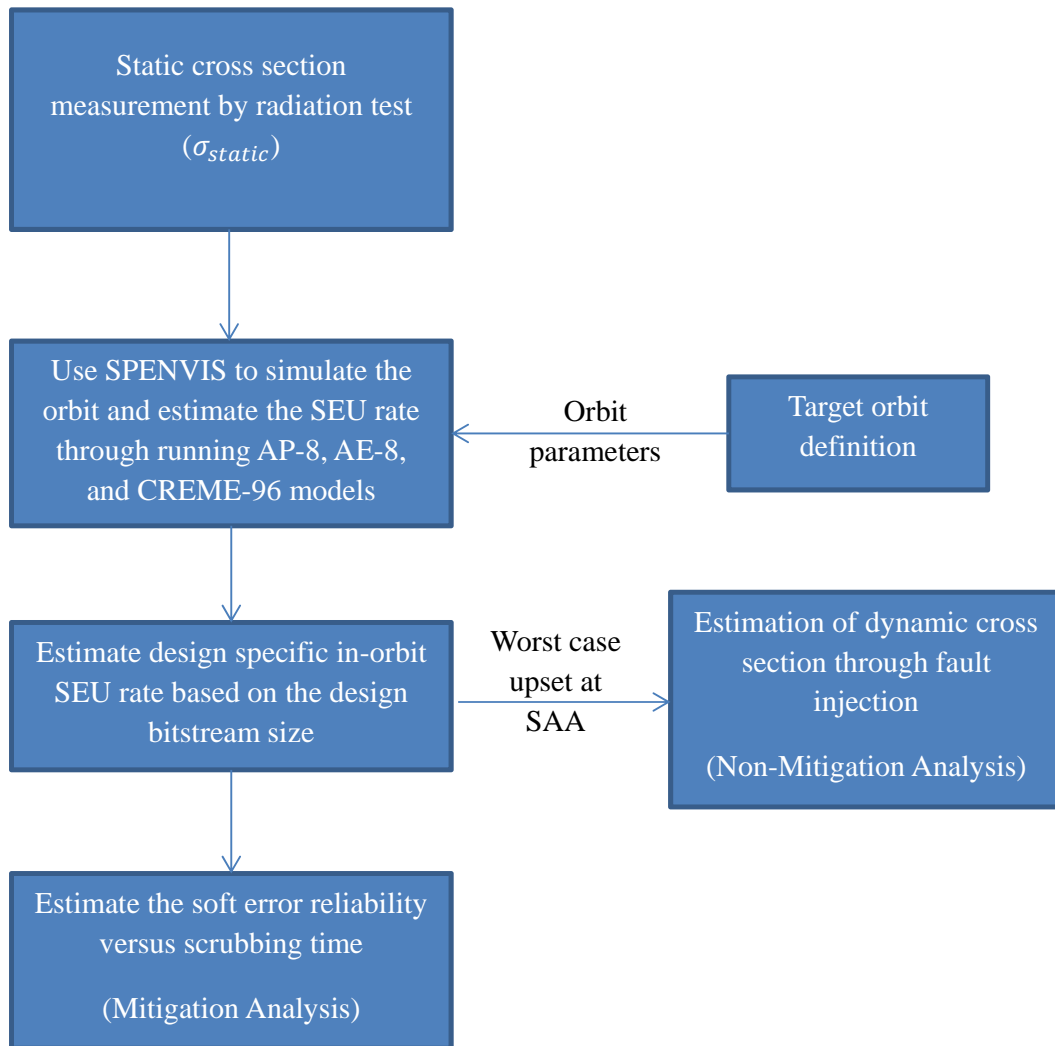 Static cross section
measurement by radiation test
(σ_static)
Use SPENVIS to simulate the
orbit and estimate the SEU rate
through running AP-8, AE-8,
and CREME-96 models
Orbit
parameters
Target orbit
definition
Estimate design specific in-orbit
SEU rate based on the design
bitstream size
Worst case
upset at
SAA
Estimation of dynamic cross
section through fault
injection
(Non-Mitigation Analysis)
Estimate the soft error reliability
versus scrubbing time
(Mitigation Analysis)